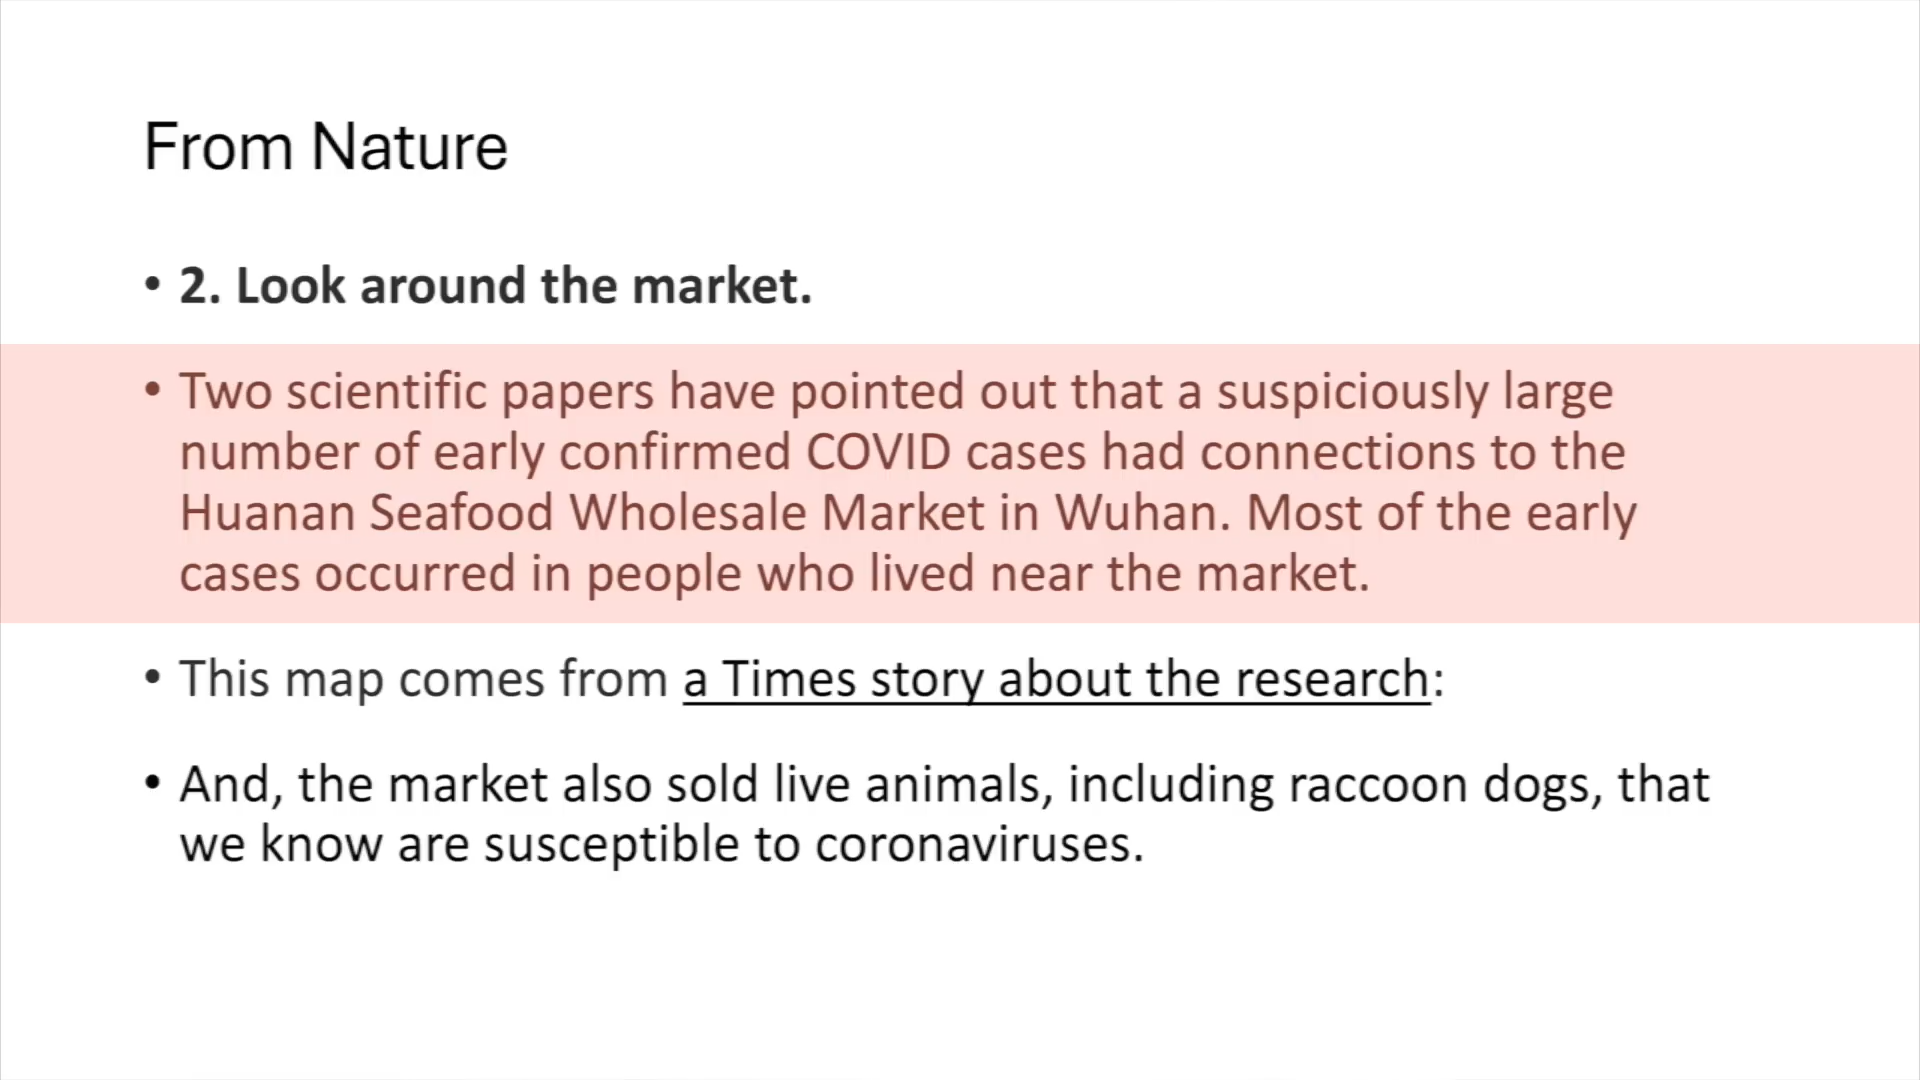 From Nature
• 2. Look around the market.
• Two scientific papers have pointed out that a suspiciously large
number of early confirmed COVID cases had connections to the
Huanan Seafood Wholesale Market in Wuhan. Most of the early
cases occurred in people who lived near the market.
• This map comes from a Times story about the research:
• And, the market also sold live animals, including raccoon dogs, that
we know are susceptible to coronaviruses.